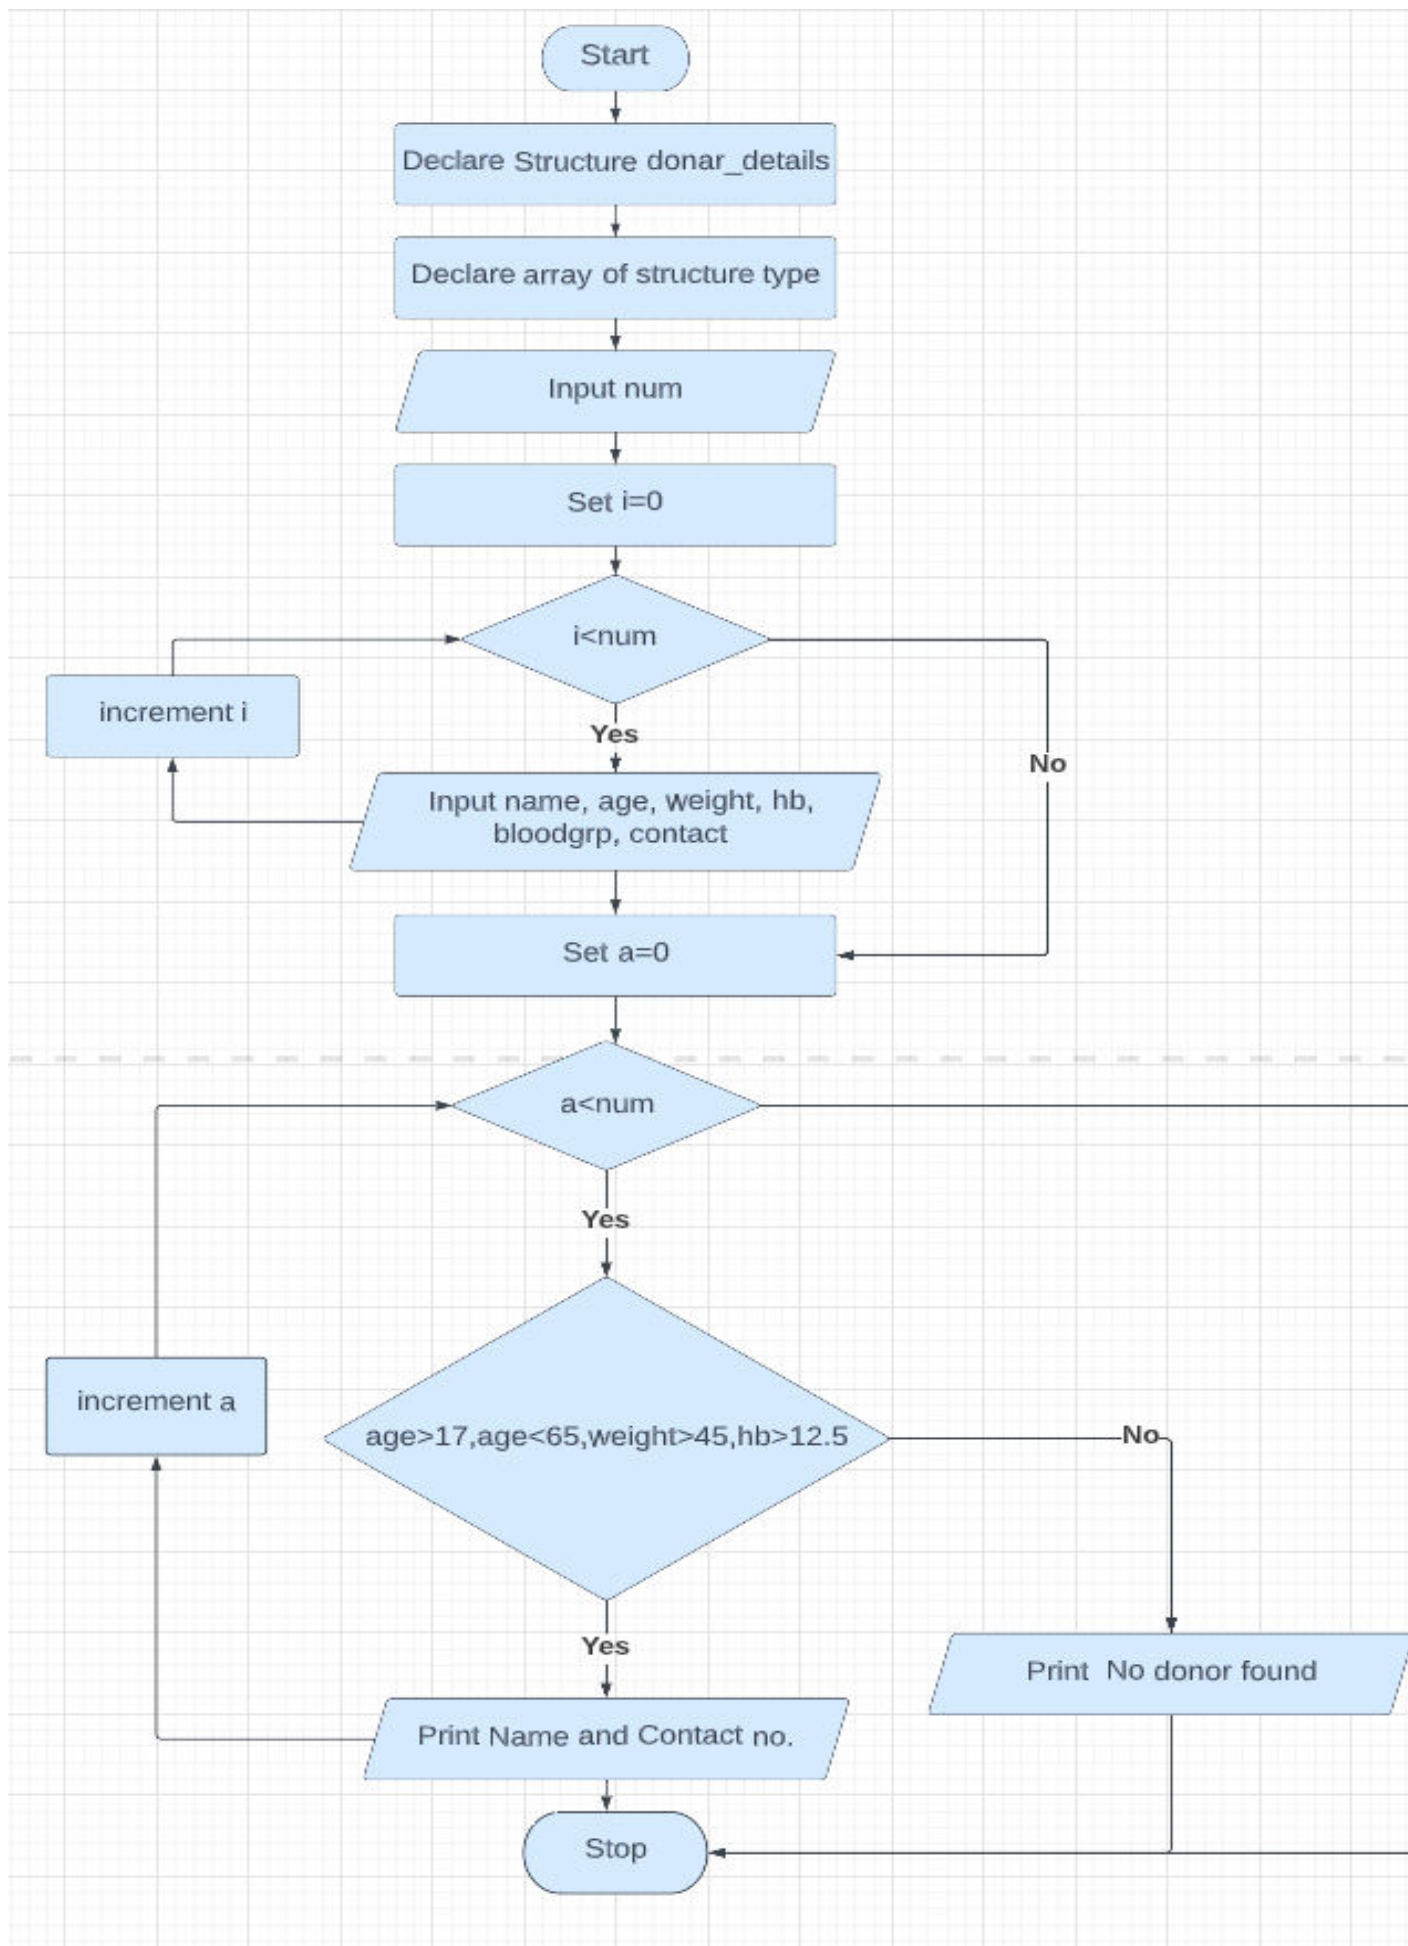 Start
Declare Structure donar_details
Declare array of structure type
Input num
Set i=0
i<num
increment i
Yes
No
Input name, age, weight, hb,
bloodgrp, contact
Set a=0
a<num
Yes
increment a
age>17,age<65,weight>45,hb>12.5
No
Yes
Print No donor found
Print Name and Contact no.
Stop